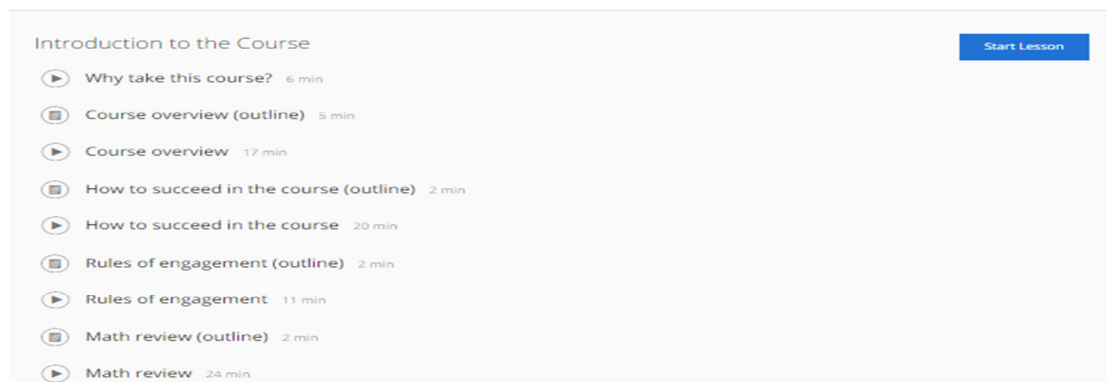 Introduction to the Course
Start Lesson
Why take this course? 6 min
Course overview (outline) 5 min
Course overview 17 min
How to succeed in the course (outline) 2 min
How to succeed in the course 20 min
Rules of engagement (outline) 2 min
Rules of engagement 11 min
Math review (outline) 2 min
Math review 24 min